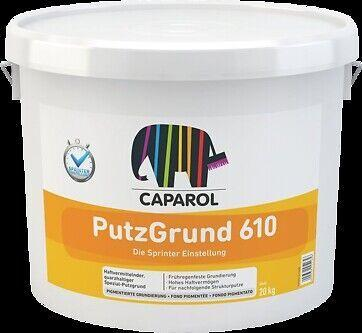 SPRINTER
CAPAROL
PutzGrund 610
Die Sprinter Einstellung
Haftvermittelnder,
quarzhaltiger
Spezial-Putzgrund
• Frühregenfeste Grundierung
• Hohes Haftvermögen
• Für nachfolgende Strukturputze
20 kg
PIGMENTIERTE GRUNDIERUNG • FOND PIGMENTÉE • FONDO PIGMENTATO